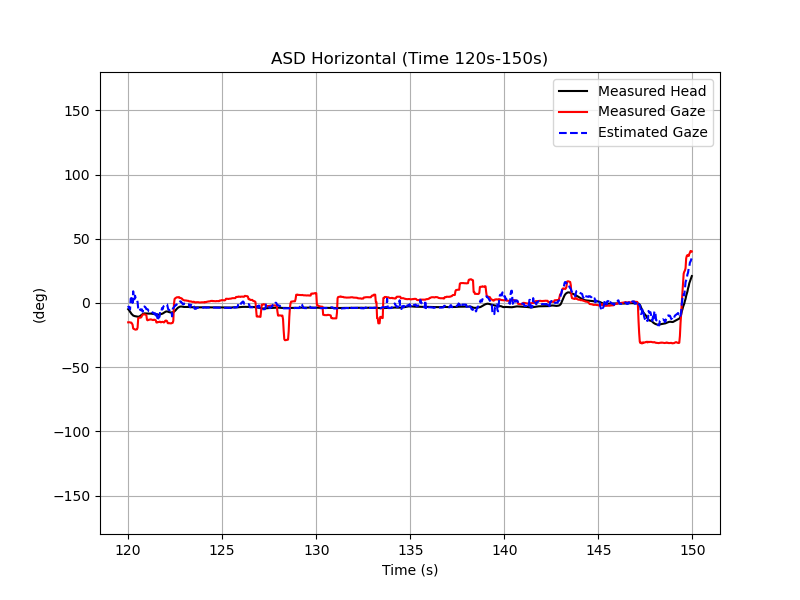 ASD Horizontal (Time 120s-150s)
Measured Head
Measured Gaze
Estimated Gaze
150
100
50
0
−50
−100
−150
(deg)
120 125 130 135 140 145 150
Time (s)